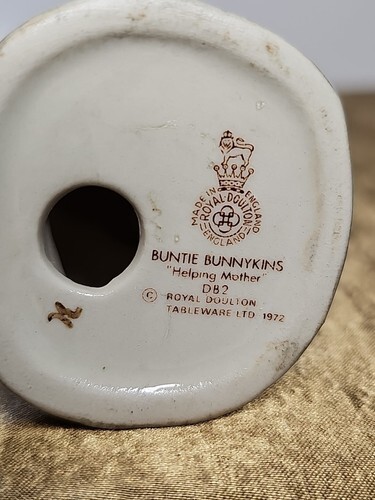 MADE IN ENGLAND
ROYAL DOULTON
ENGLAND
BUNTIE BUNNYKINS
"Helping Mother"
DB2
© ROYAL DOULTON
TABLEWARE LTD 1972